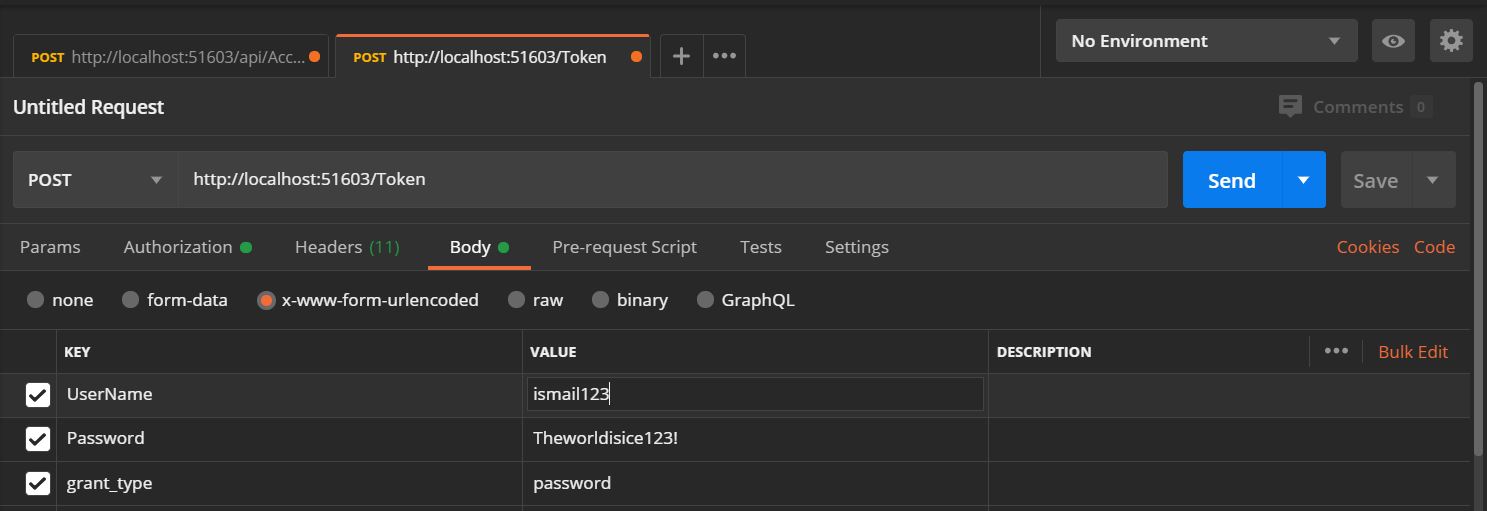 POST http://localhost:51603/api/Acc... POST http://localhost:51603/Token No Environment
Untitled Request Comments 0
POST http://localhost:51603/Token Send Save
Params Authorization Headers (11) Body Pre-request Script Tests Settings Cookies Code
none form-data x-www-form-urlencoded raw binary GraphQL
KEY VALUE DESCRIPTION Bulk Edit
UserName ismail123
Password Theworldisice123!
grant_type password